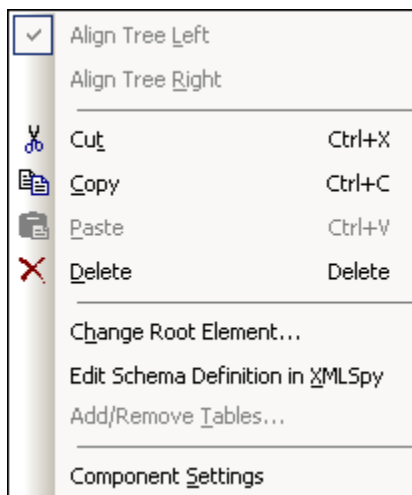 Align Tree Left
Align Tree Right
Cut Ctrl+X
Copy Ctrl+C
Paste Ctrl+V
Delete Delete
Change Root Element...
Edit Schema Definition in XMLSpy
Add/Remove Tables...
Component Settings